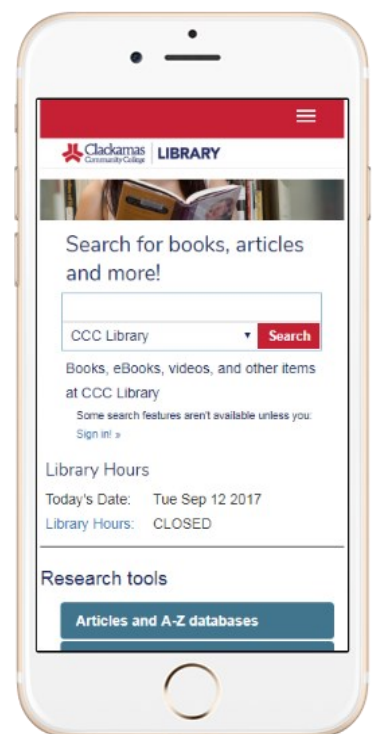 Clackamas
Community College
LIBRARY
Search for books, articles
and more!
CCC Library
Search
Books, eBooks, videos, and other items
at CCC Library
Some search features aren't available unless you:
Sign in! »
Library Hours
Today's Date: Tue Sep 12 2017
Library Hours: CLOSED
Research tools
Articles and A-Z databases